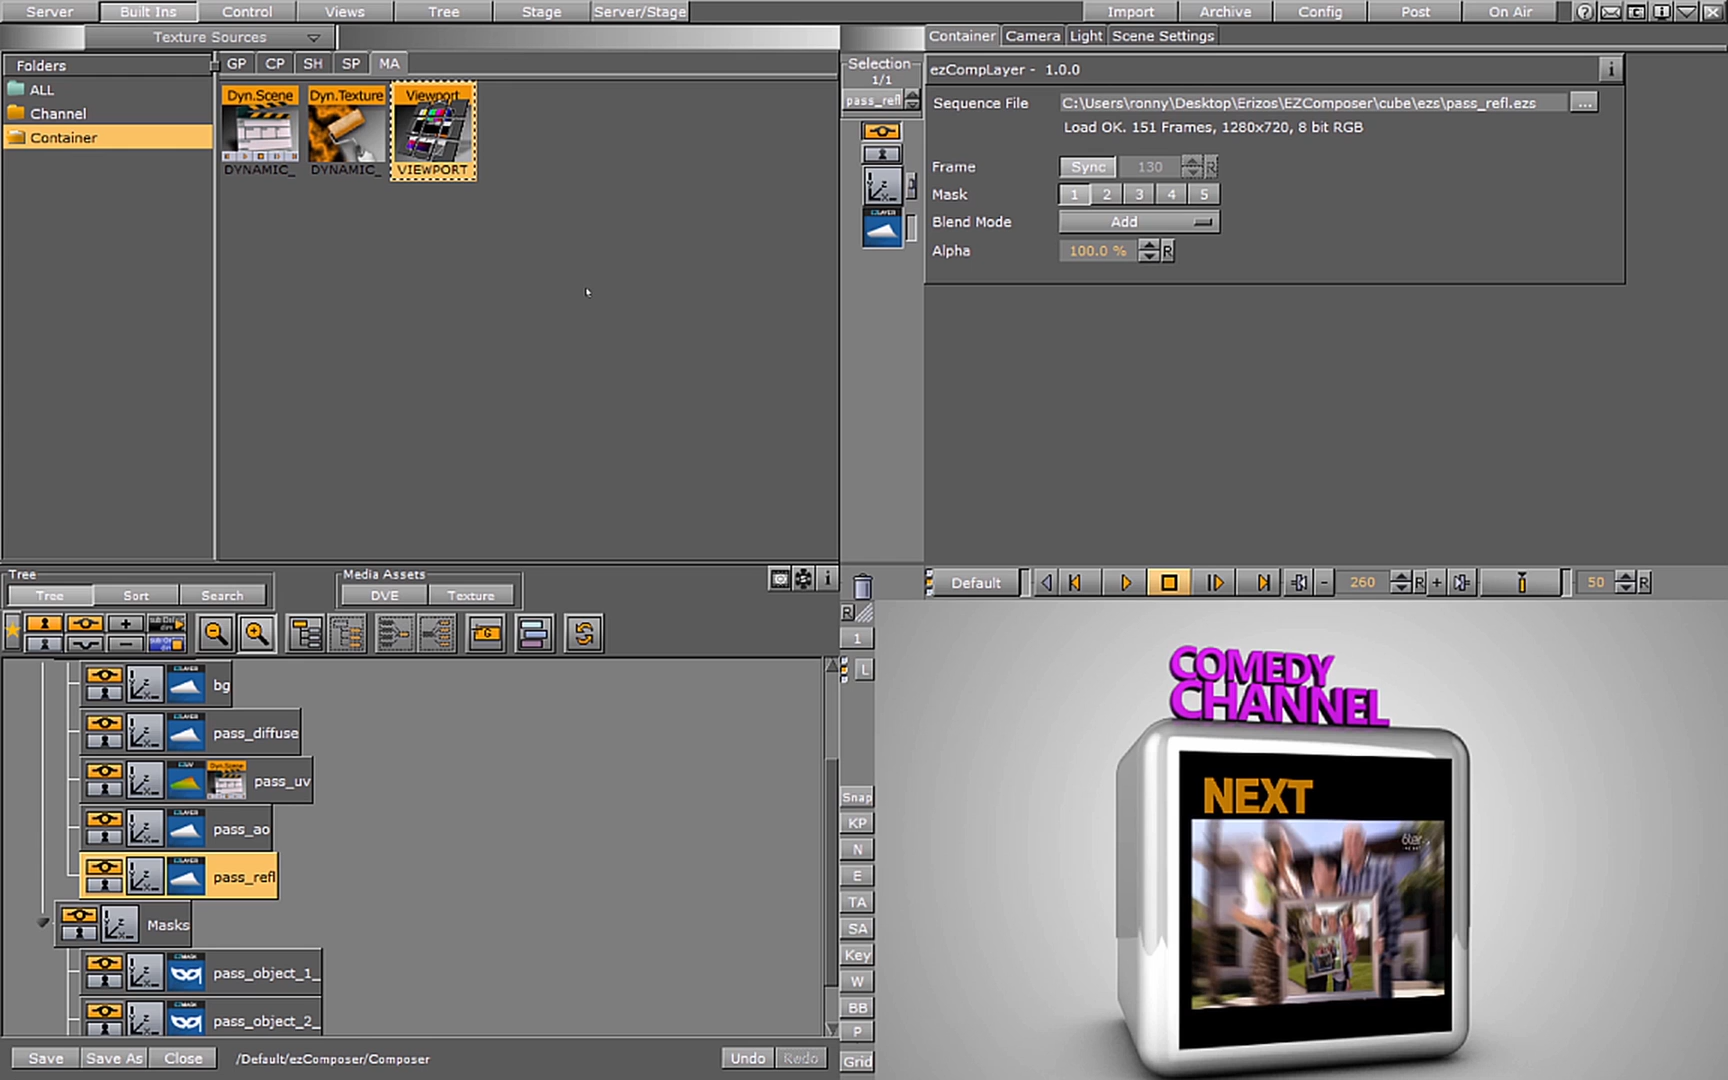 Server Built Ins Control Views Tree Stage Server/Stage Import Archive Config Post On Air
Texture Sources
Container Camera Light Scene Settings
Folders
GP CP SH SP MA
ALL
Channel
Container
Dyn.Scene Dyn.Texture Viewport
DYNAMIC_ DYNAMIC_ VIEWPORT
Selection
1/1
pass_refl
ezCompLayer - 1.0.0
Sequence File C:\Users\ronny\Desktop\Erizos\EZComposer\cube\ezs\pass_refl.ezs ...
Load OK. 151 Frames, 1280x720, 8 bit RGB
Frame Sync 130 R
Mask 1 2 3 4 5
Blend Mode Add
Alpha 100.0 % R
Tree Media Assets
Tree Sort Search DVE Texture
Default 260 R 50 R
R
1
L
Snap
KP
N
E
TA
SA
Key
W
BB
P
Grid
bg
pass_diffuse
Dyn.Scene
pass_uv
pass_ao
pass_refl
Masks
pass_object_1_
pass_object_2_
Save Save As Close /Default/ezComposer/Composer Undo Redo
COMEDY
CHANNEL
NEXT